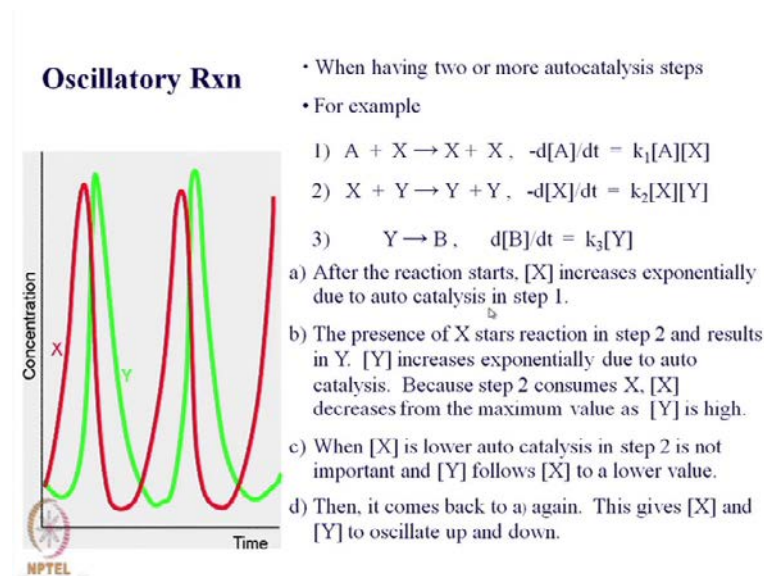 Oscillatory Rxn
• When having two or more autocatalysis steps
• For example
1) A + X → X + X , -d[A]/dt = k₁[A][X]
2) X + Y → Y + Y , -d[X]/dt = k₂[X][Y]
3) Y → B , d[B]/dt = k₃[Y]
a) After the reaction starts, [X] increases exponentially
due to auto catalysis in step 1.
b) The presence of X stars reaction in step 2 and results
in Y. [Y] increases exponentially due to auto
catalysis. Because step 2 consumes X, [X]
decreases from the maximum value as [Y] is high.
c) When [X] is lower auto catalysis in step 2 is not
important and [Y] follows [X] to a lower value.
d) Then, it comes back to a) again. This gives [X] and
[Y] to oscillate up and down.
Concentration
X
Y
Time
NPTEL